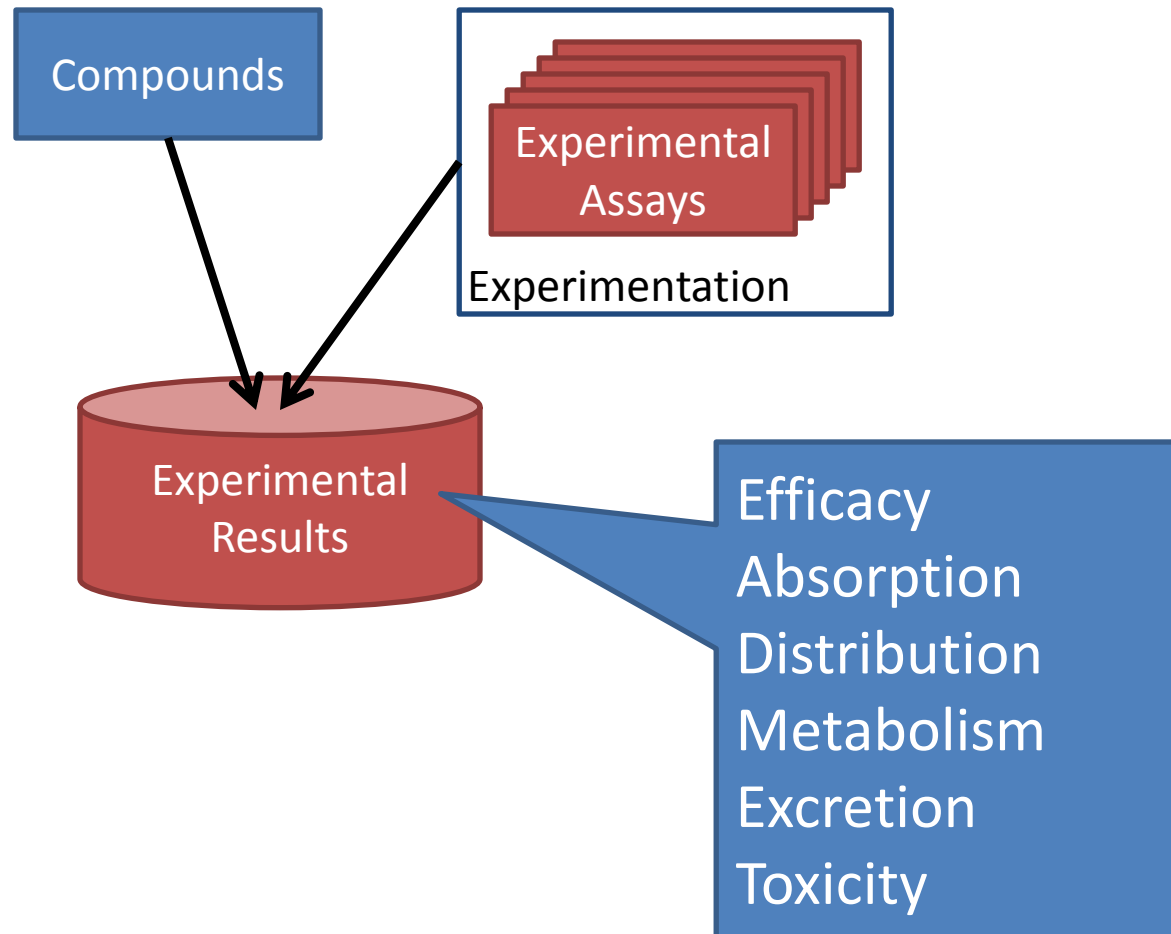 Compounds
Experimental
Assays
Experimentation
Experimental
Results
Efficacy
Absorption
Distribution
Metabolism
Excretion
Toxicity